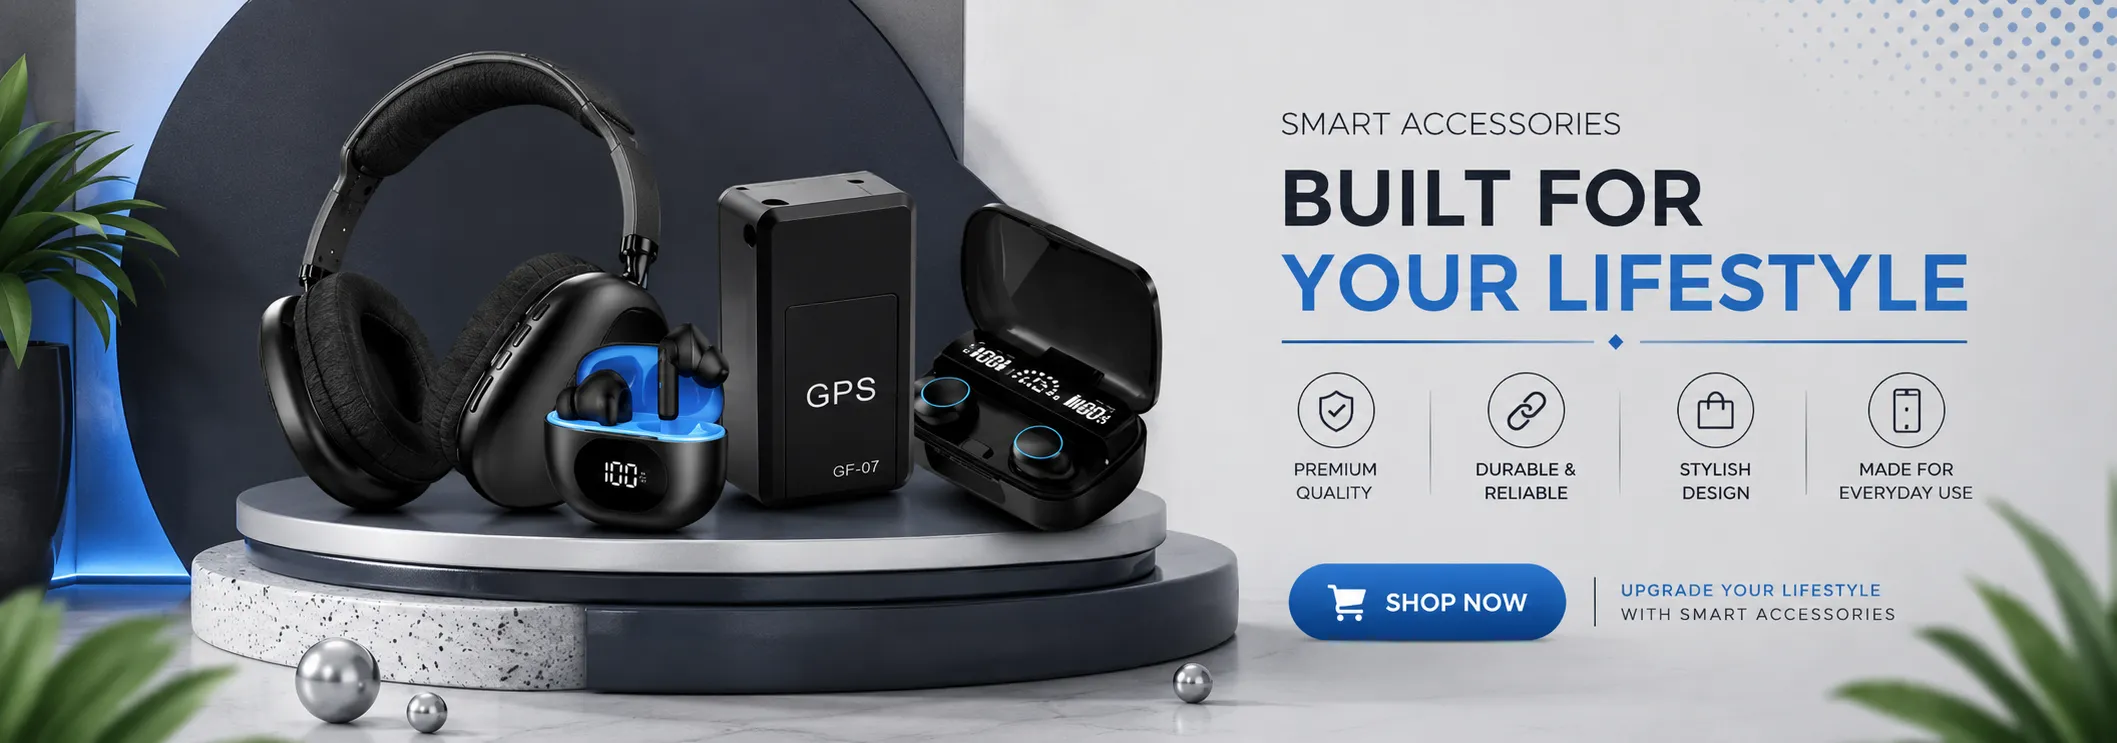 SMART ACCESSORIES
BUILT FOR
YOUR LIFESTYLE
PREMIUM
QUALITY
DURABLE &
RELIABLE
STYLISH
DESIGN
MADE FOR
EVERYDAY USE
SHOP NOW
UPGRADE YOUR LIFESTYLE
WITH SMART ACCESSORIES
GPS
GF-07
100